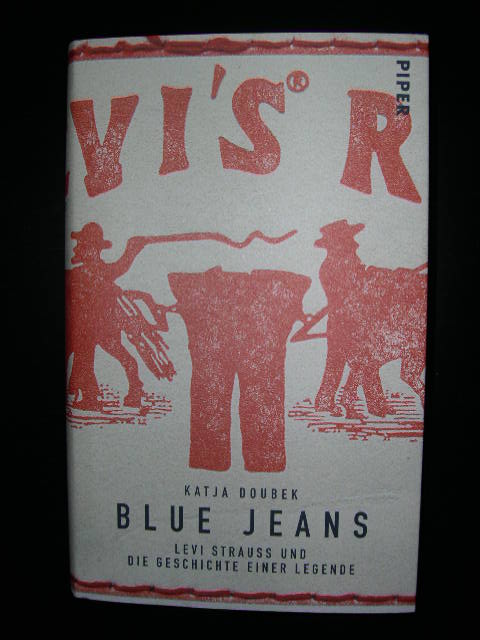 VI'S® R
PIPER
KATJA DOUBEK
BLUE JEANS
LEVI STRAUSS UND
DIE GESCHICHTE EINER LEGENDE